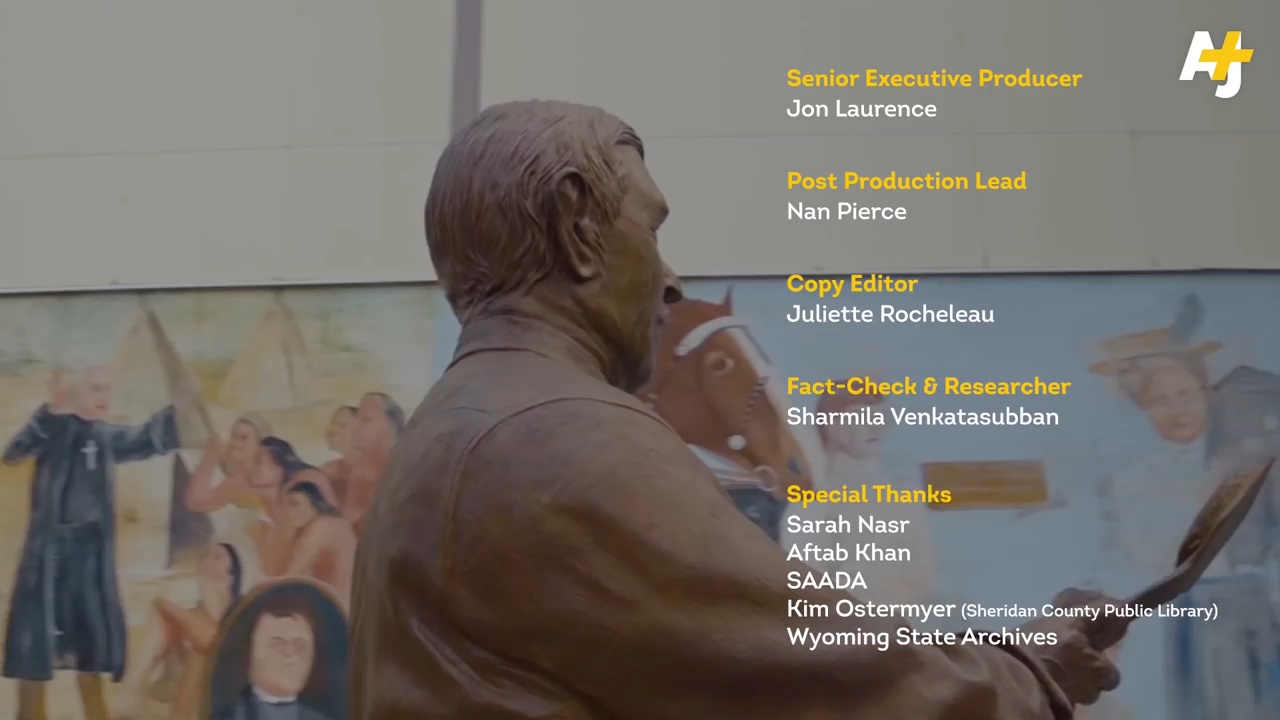 AJ+
Senior Executive Producer
Jon Laurence
Post Production Lead
Nan Pierce
Copy Editor
Juliette Rocheleau
Fact-Check & Researcher
Sharmila Venkatasubban
Special Thanks
Sarah Nasr
Aftab Khan
SAADA
Kim Ostermyer (Sheridan County Public Library)
Wyoming State Archives